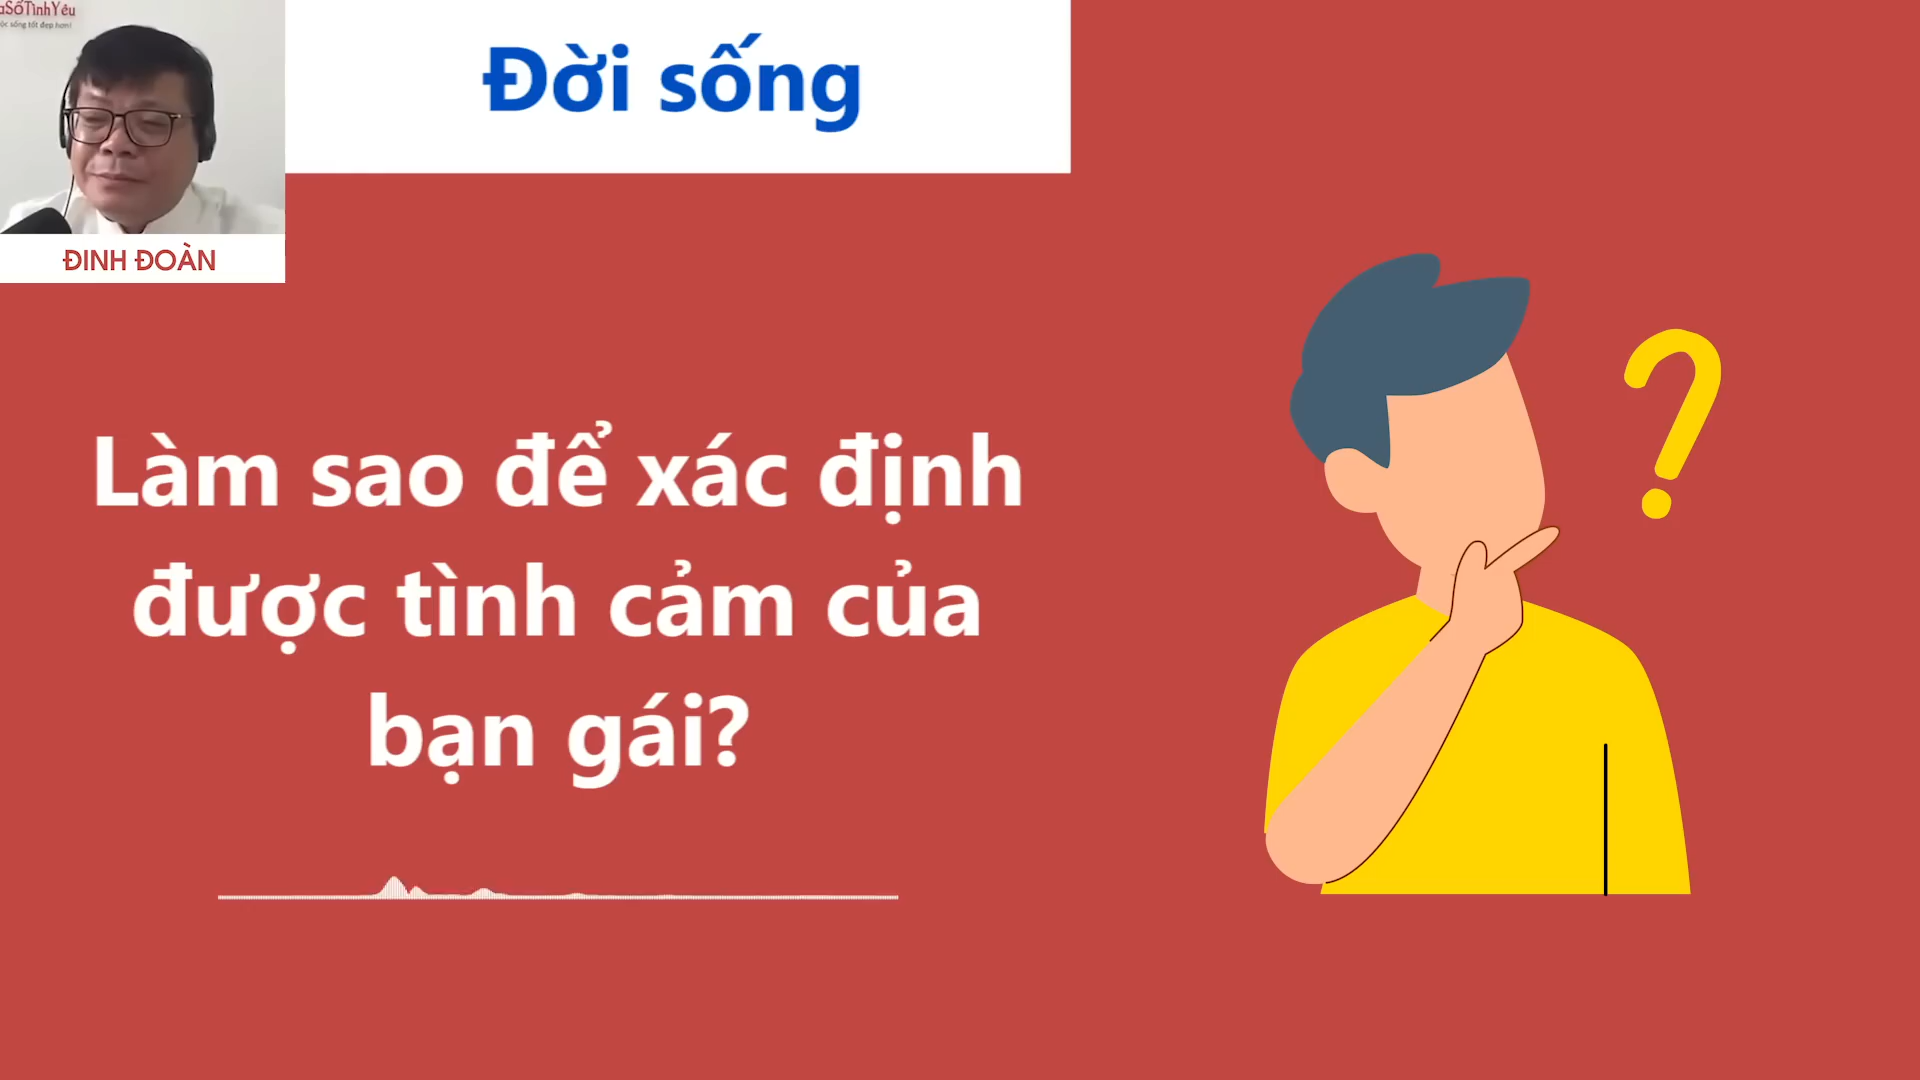 Đời sống
ĐINH ĐOÀN
Làm sao để xác định
được tình cảm của
bạn gái?